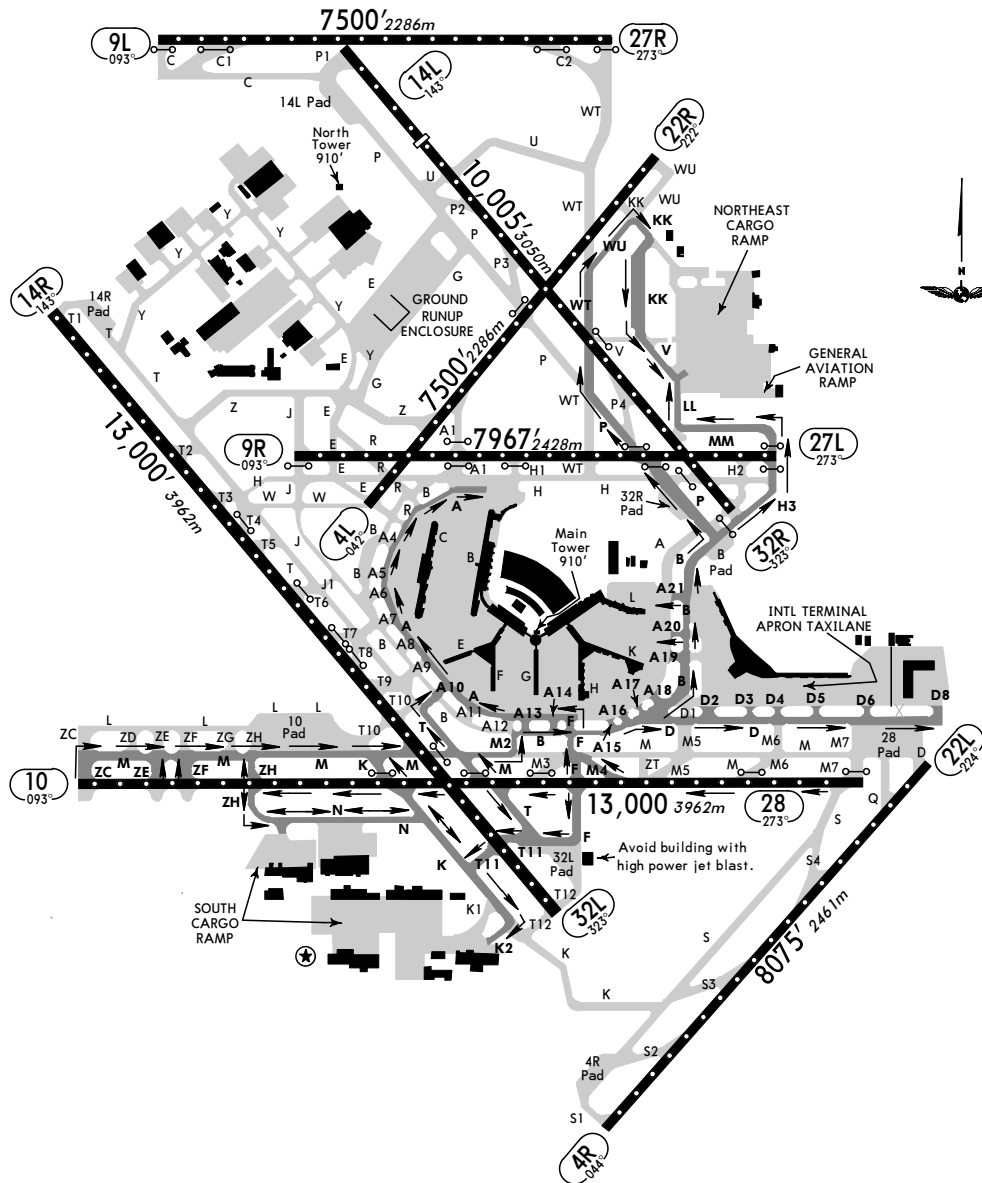 7500' 2286m
9L
093°
27R
273°
C
C1
P1
C2
C
14L
143°
14L Pad
WT
22R
222°
North
Tower
910'
P
U
U
10,005' 3050m
WU
WU
P2
WT
KK
KK
NORTHEAST
CARGO
RAMP
Y
Y
Y
E
P
G
P3
WU
N
14R
143°
14R
Pad
T1
T
Y
Y
GROUND
RUNUP
ENCLOSURE
WT
KK
T
E
Y
G
7500' 2286m
P
V
V
GENERAL
AVIATION
RAMP
Z
J
E
Z
R
A1
WT
P4
P
LL
MM
13,000' 3962m
T2
9R
093°
E
7967' 2428m
27L
273°
H
J
E
R
A1
H1
WT
H2
T3
W
W
E
R
B
A
H
H
P
H3
T4
4L
042°
R
32R
Pad
T5
J
B
A4
C
B
Main
Tower
910'
A
B
B
Pad
32R
323°
T
J1
B
A5
A6
A21
L
B
INTL TERMINAL
APRON TAXILANE
T6
T7
T8
A7
A8
A
B
E
F
G
H
K
A20
A19
T9
A9
A10
A
A14
A17
A18
B
T10
A11
A12
A13
F
A16
D1
D2
D3
D4
D5
D6
D8
ZC
L
L
L
L
10
Pad
T10
T
B
M2
B
A15
D
D
ZD
ZE
ZF
ZG
ZH
M
M5
M6
M
M7
28
Pad
D
22L
224°
10
093°
M
ZC
ZE
ZF
M
ZH
M
K
M
M
M3
F
M4
ZT
M5
M
M6
M7
ZH
13,000 3962m
28
273°
Q
N
N
T
F
S
K
T11
T11
32L
Pad
Avoid building with
high power jet blast.
S4
SOUTH
CARGO
RAMP
K1
K2
T12
T12
32L
323°
K
S
8075' 2461m
K
S3
S2
4R
Pad
S1
4R
044°